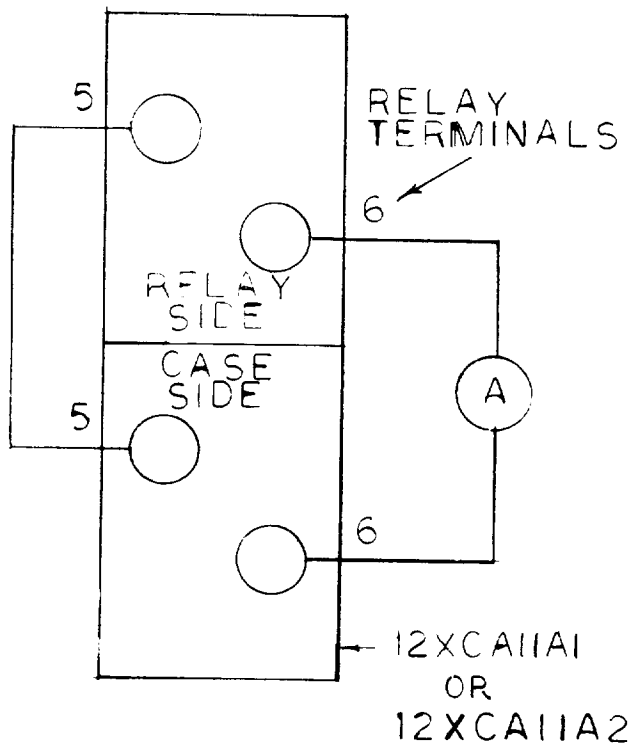 5
RELAY
TERMINALS
6
RELAY
SIDE
CASE
SIDE
A
5
6
12XCA11A1
OR
12XCA11A2